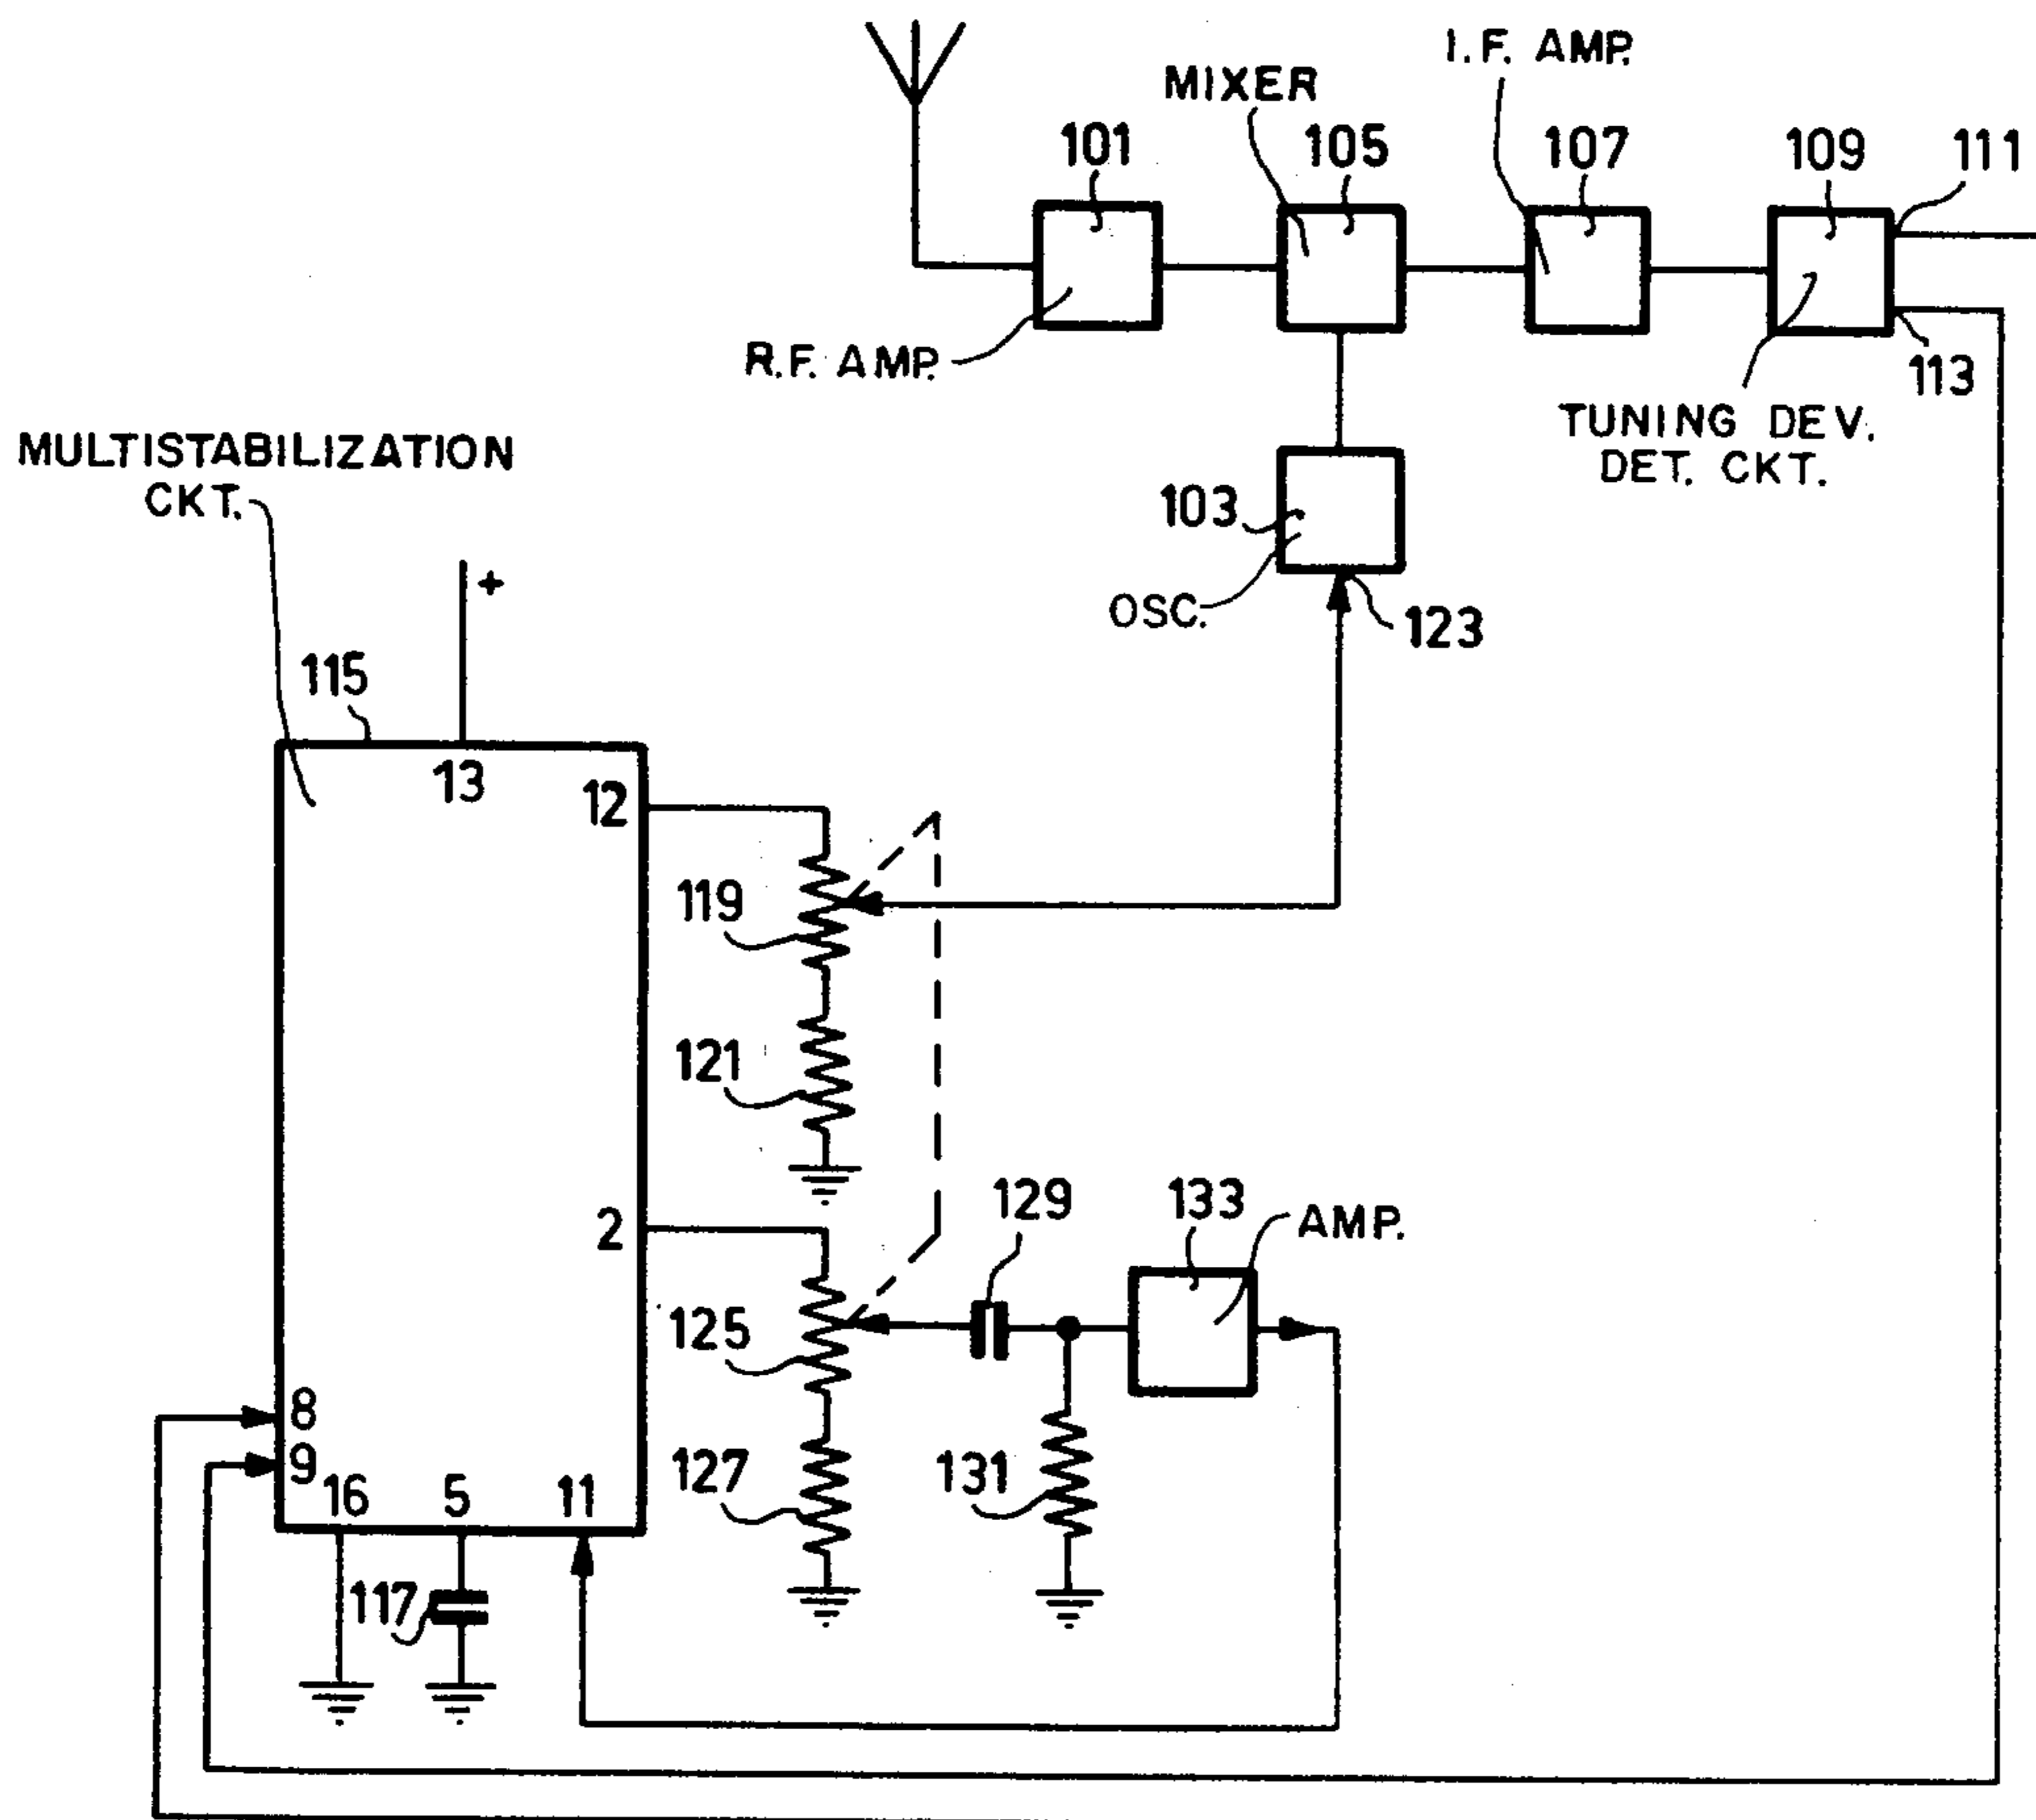 I.F. AMP.
MIXER
101
105
107
109
111
R.F. AMP.
113
TUNING DEV.
DET. CKT.
MULTISTABILIZATION
CKT.
103
OSC.
123
+
115
13
12
119
121
2
129
133
AMP.
125
8
9
127
131
16
5
11
117